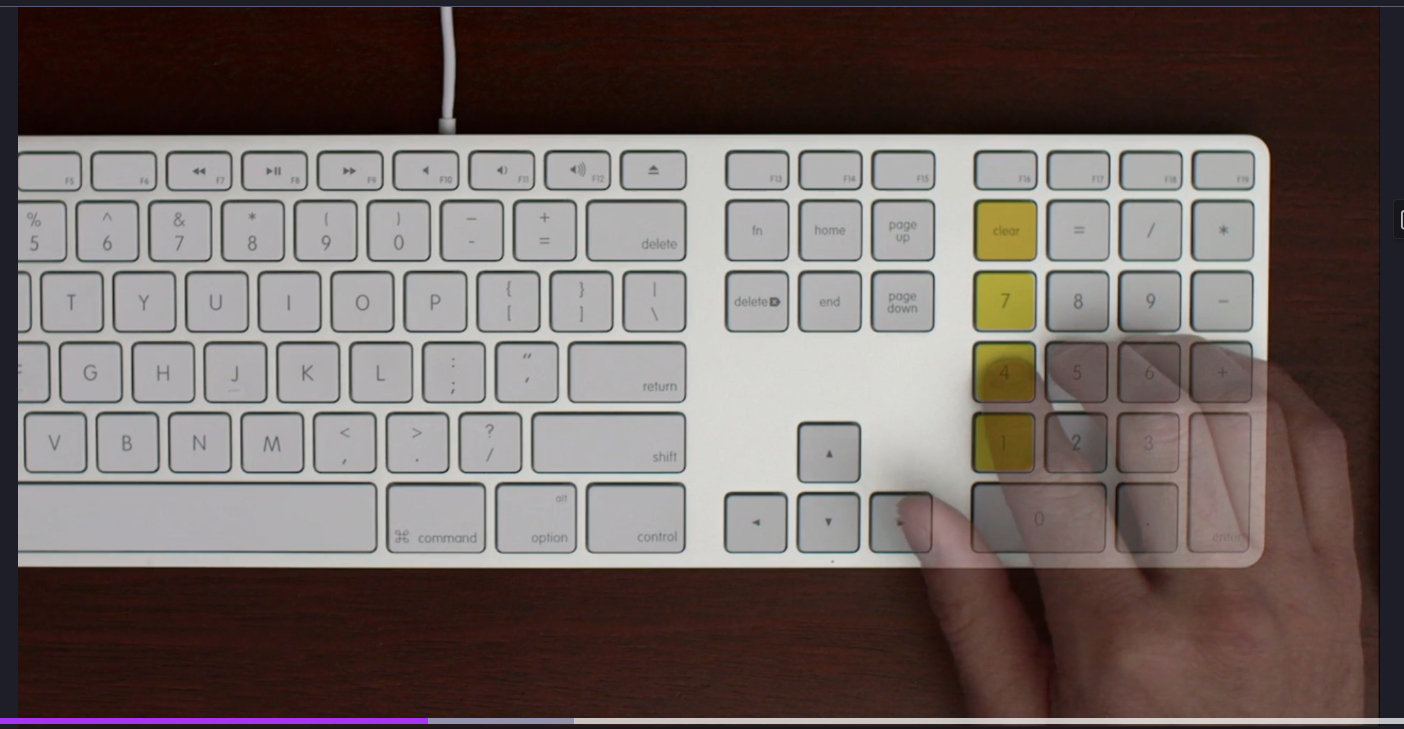 F5 F6 F7 F8 F9 F10 F11 F12 F13 F14 F15 F16 F17 F18 F19
% ^ & * ( ) _ +
5 6 7 8 9 0 - = delete fn home page up clear = / *
T Y U I O P { [ } ] | \ delete end page down 7 8 9 -
G H J K L : ; " ' return 4 5 6 +
V B N M < , > . ? / shift 1 2 3
⌘ command alt option control 0 . enter